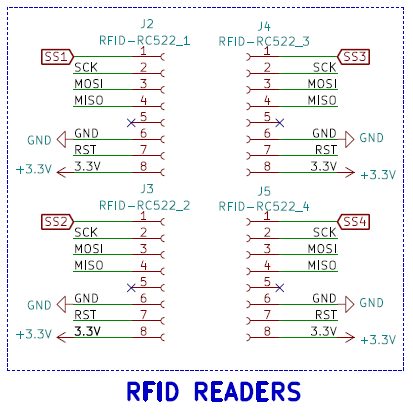 J2
RFID-RC522_1
SS1 1
SCK 2
MOSI 3
MISO 4
5
GND GND 6
RST 7
+3.3V 3.3V 8
J4
RFID-RC522_3
1 SS3
2 SCK
3 MOSI
4 MISO
5
6 GND GND
7 RST
8 3.3V +3.3V
J3
RFID-RC522_2
SS2 1
SCK 2
MOSI 3
MISO 4
5
GND GND 6
RST 7
+3.3V 3.3V 8
J5
RFID-RC522_4
1 SS4
2 SCK
3 MOSI
4 MISO
5
6 GND GND
7 RST
8 3.3V +3.3V
RFID READERS